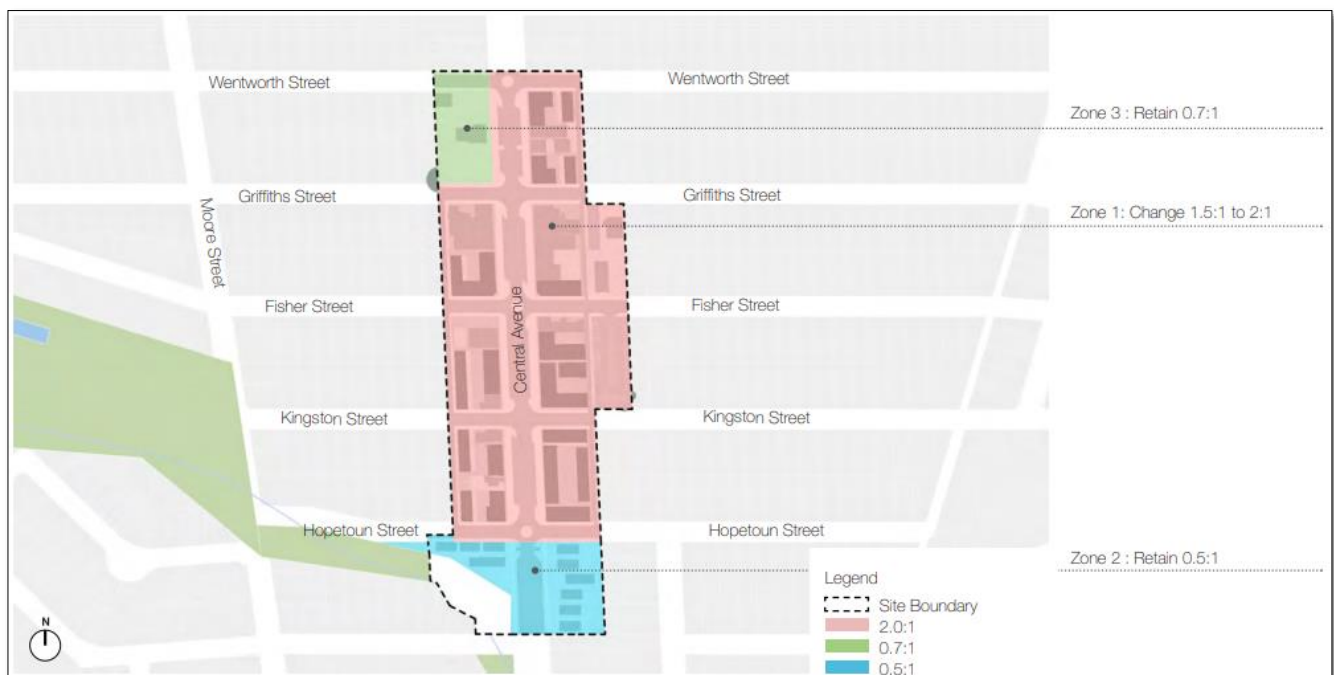 Wentworth Street
Wentworth Street
Zone 3 : Retain 0.7:1
Griffiths Street
Griffiths Street
Zone 1: Change 1.5:1 to 2:1
Moore Street
Fisher Street
Fisher Street
Central Avenue
Kingston Street
Kingston Street
Hopetoun Street
Hopetoun Street
Zone 2 : Retain 0.5:1
Legend
Site Boundary
2.0:1
0.7:1
0.5:1
N